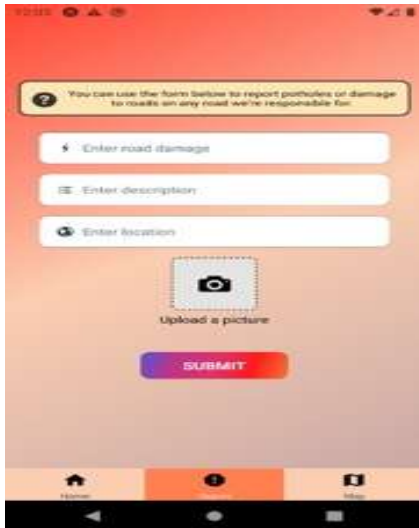 You can use the form below to report potholes or damage
to roads on any road we're responsible for.
Enter road damage
Enter description
Enter location
Upload a picture
SUBMIT
Home
Map